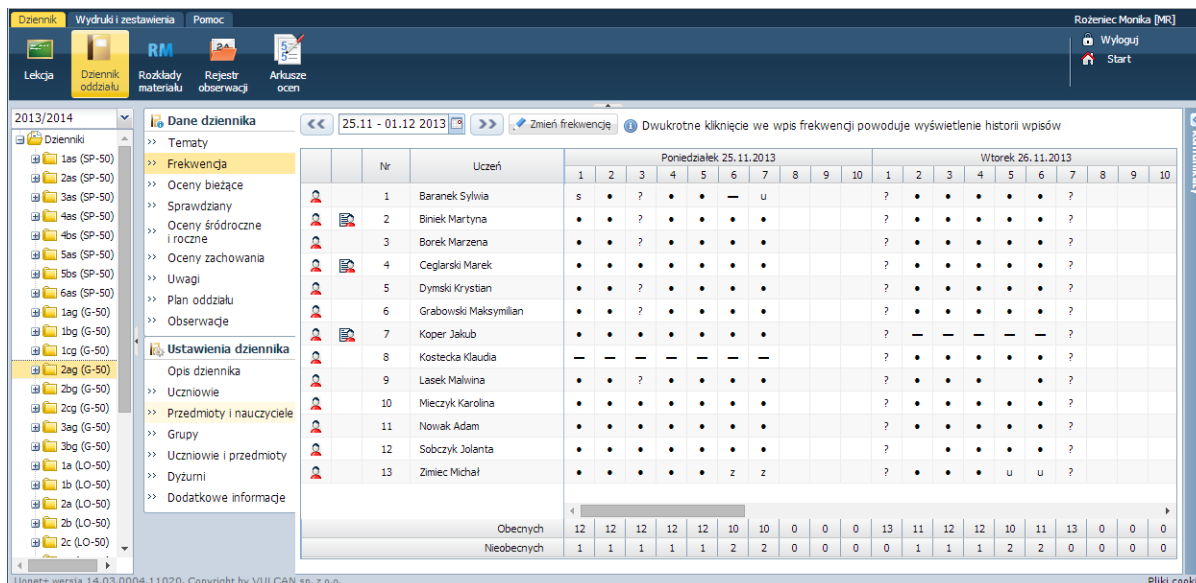 Dziennik Wydruki i zestawienia Pomoc Rożeniec Monika [MR]
Wyloguj
Start
Lekcja Dziennik oddziału RM Rozkłady materiału Rejestr obserwacji Arkusze ocen
2013/2014
Dzienniki
1as (SP-50)
2as (SP-50)
3as (SP-50)
4as (SP-50)
4bs (SP-50)
5as (SP-50)
5bs (SP-50)
6as (SP-50)
1ag (G-50)
1bg (G-50)
1cg (G-50)
2ag (G-50)
2bg (G-50)
2cg (G-50)
3ag (G-50)
3bg (G-50)
1a (LO-50)
1b (LO-50)
2a (LO-50)
2b (LO-50)
2c (LO-50)
Dane dziennika
>> Tematy
>> Frekwencja
>> Oceny bieżące
>> Sprawdziany
>> Oceny śródroczne
i roczne
>> Oceny zachowania
>> Uwagi
>> Plan oddziału
>> Obserwacje
Ustawienia dziennika
Opis dziennika
>> Uczniowie
>> Przedmioty i nauczyciele
>> Grupy
>> Uczniowie i przedmioty
>> Dyżurni
>> Dodatkowe informacje
<< 25.11 - 01.12 2013 >> Zmień frekwencję Dwukrotne kliknięcie we wpis frekwencji powoduje wyświetlenie historii wpisów
Nr Uczeń Poniedziałek 25.11.2013 Wtorek 26.11.2013
1 2 3 4 5 6 7 8 9 10 1 2 3 4 5 6 7 8 9 10
1 Baranek Sylwia s • ? • • — u ? • • • • • ?
2 Biniek Martyna • • ? • • • • ? • • • • • ?
3 Borek Marzena • • ? • • • • ? • • • • • ?
4 Ceglarski Marek • • • • • • • ? • • • • • ?
5 Dymski Krystian • • ? • • • • ? • • • • • ?
6 Grabowski Maksymilian • • ? • • • • ? • • • • • ?
7 Koper Jakub • • • • • • • ? — — — — — ?
8 Kostecka Klaudia — — — — — — — ? • • • • • ?
9 Lasek Malwina • • ? • • • • ? • • • • ?
10 Mieczyk Karolina • • • • • • • ? • • • • • ?
11 Nowak Adam • • • • • • • ? • • • • • ?
12 Sobczyk Jolanta • • • • • • • ? • • • • ?
13 Zimiec Michał • • • • • z z ? • • • u u ?
Obecnych 12 12 12 12 12 10 10 0 0 0 13 11 12 12 10 11 13 0 0 0
Nieobecnych 1 1 1 1 1 2 2 0 0 0 0 1 1 1 2 2 0 0 0 0
Uonet+ wersja 14.03.0004.11020. Copyright by VULCAN sp. z o.o.